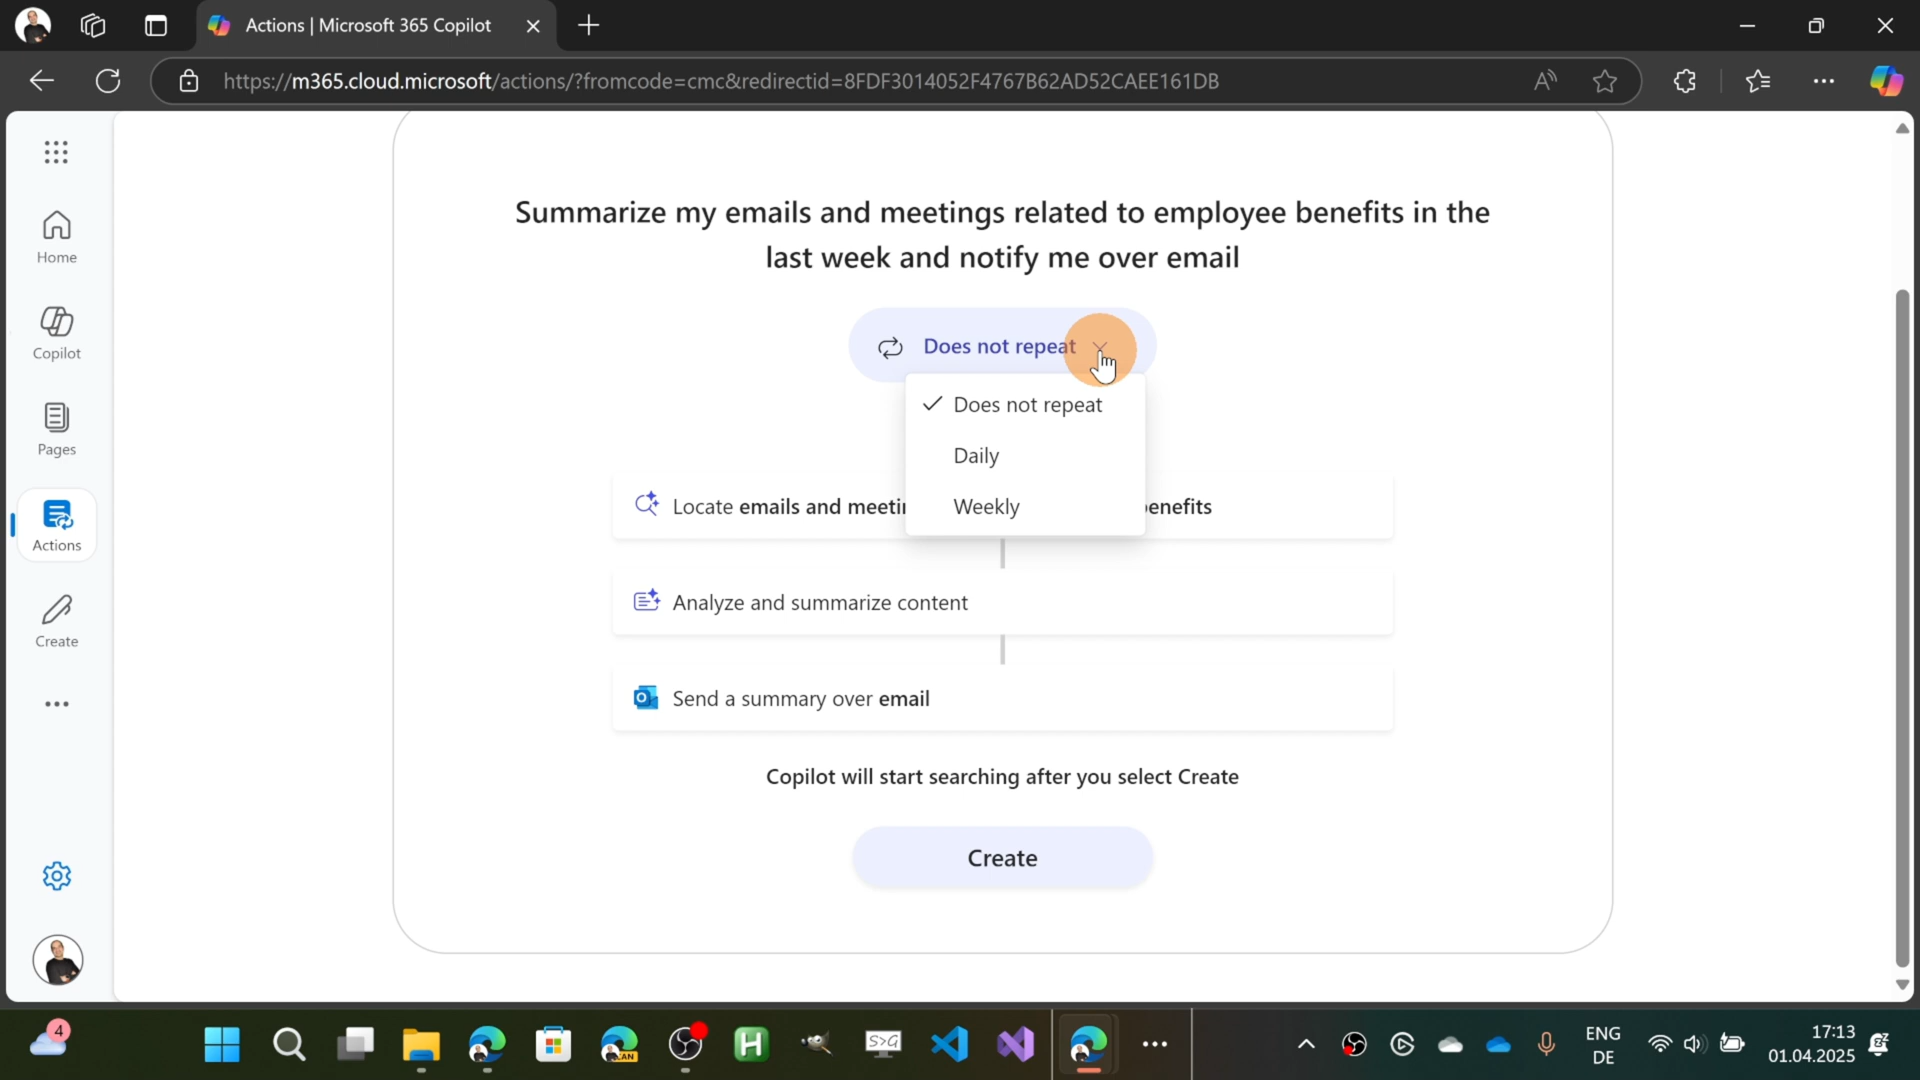 Actions | Microsoft 365 Copilot
https://m365.cloud.microsoft/actions/?fromcode=cmc&redirectid=8FDF3014052F4767B62AD52CAEE161DB
Home
Copilot
Pages
Actions
Create
Summarize my emails and meetings related to employee benefits in the
last week and notify me over email
Does not repeat
Does not repeat
Daily
Weekly
Locate emails and meeti enefits
Analyze and summarize content
Send a summary over email
Copilot will start searching after you select Create
Create
4
CAN
H
S>G
ENG
DE
17:13
01.04.2025